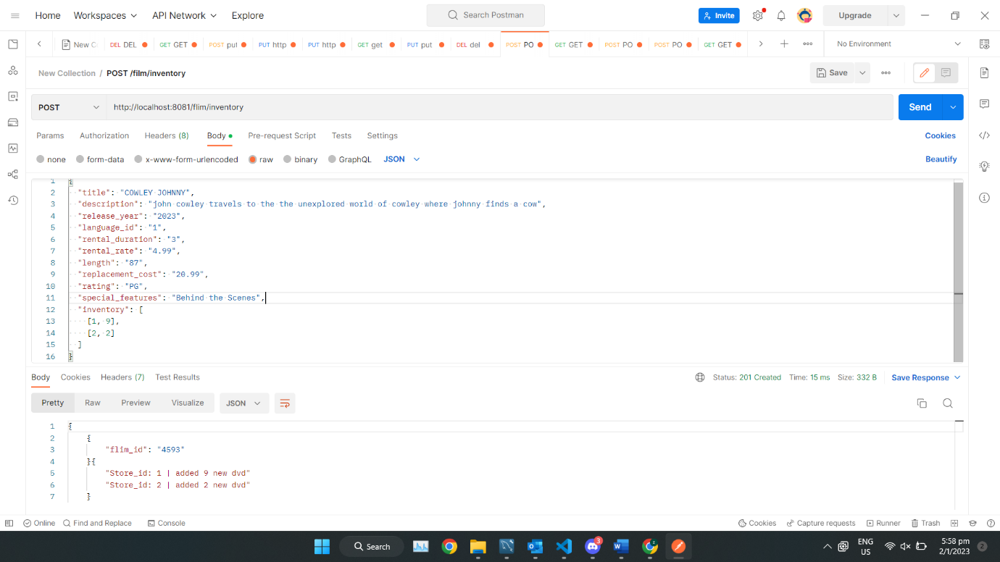 Home Workspaces API Network Explore Search Postman Invite Upgrade
New C DEL DEL GET GET POST put PUT http PUT http GET get PUT put DEL del POST PO GET GET POST PO POST PO GET GET No Environment
New Collection / POST /film/inventory Save
POST http://localhost:8081/flim/inventory Send
Params Authorization Headers (8) Body Pre-request Script Tests Settings Cookies
none form-data x-www-form-urlencoded raw binary GraphQL JSON Beautify
1 {
2 "title": "COWLEY JOHNNY",
3 "description": "john cowley travels to the the unexplored world of cowley where johnny finds a cow",
4 "release_year": "2023",
5 "language_id": "1",
6 "rental_duration": "3",
7 "rental_rate": "4.99",
8 "length": "87",
9 "replacement_cost": "20.99",
10 "rating": "PG",
11 "special_features": "Behind the Scenes",
12 "inventory": [
13 [1, 9],
14 [2, 2]
15 ]
16 }
Body Cookies Headers (7) Test Results Status: 201 Created Time: 15 ms Size: 332 B Save Response
Pretty Raw Preview Visualize JSON
1 {
2 {
3 "flim_id": "4593"
4 }{
5 "Store_id: 1 | added 9 new dvd"
6 "Store_id: 2 | added 2 new dvd"
7 }
Online Find and Replace Console Cookies Capture requests Runner Trash
Search 3 2 ENG 5:58 pm
US 2/1/2023 2